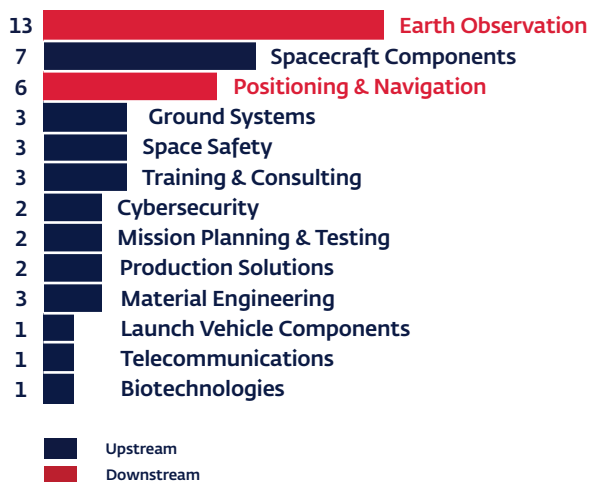 13 Earth Observation
7 Spacecraft Components
6 Positioning & Navigation
3 Ground Systems
3 Space Safety
3 Training & Consulting
2 Cybersecurity
2 Mission Planning & Testing
2 Production Solutions
3 Material Engineering
1 Launch Vehicle Components
1 Telecommunications
1 Biotechnologies
Upstream
Downstream